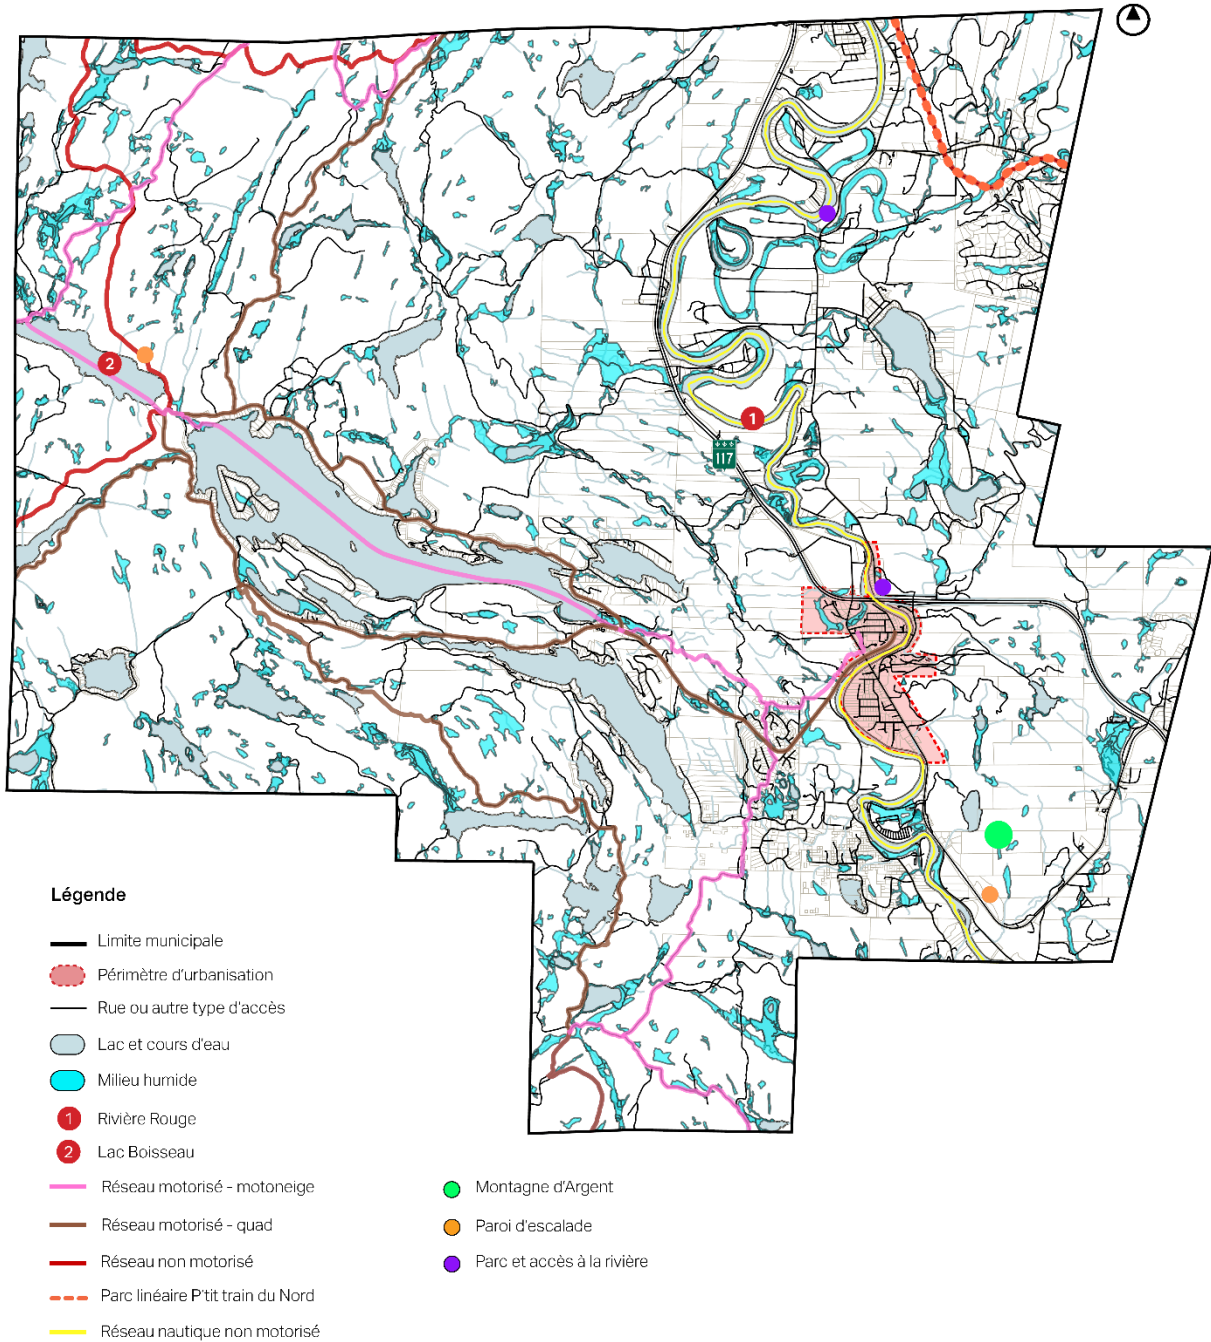 2
1
117
Légende
Limite municipale
Périmètre d'urbanisation
Rue ou autre type d'accès
Lac et cours d'eau
Milieu humide
1 Rivière Rouge
2 Lac Boisseau
Réseau motorisé - motoneige
Réseau motorisé - quad
Réseau non motorisé
Parc linéaire P'tit train du Nord
Réseau nautique non motorisé
Montagne d'Argent
Paroi d'escalade
Parc et accès à la rivière